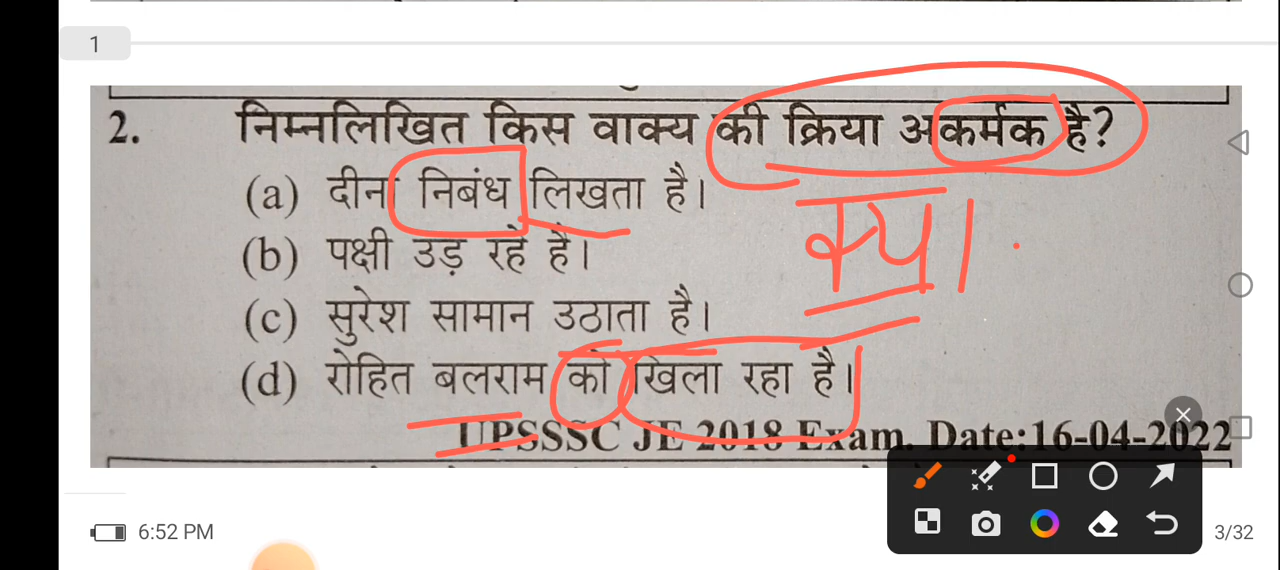 1
2. निम्नलिखित किस वाक्य की क्रिया अकर्मक है?
(a) दीना निबंध लिखता है।
(b) पक्षी उड़ रहे हैं।
क्या
(c) सुरेश सामान उठाता है।
(d) रोहित बलराम को खिला रहा है।
UPSSSC JE 2018 Exam. Date:16-04-2022
6:52 PM
3/32